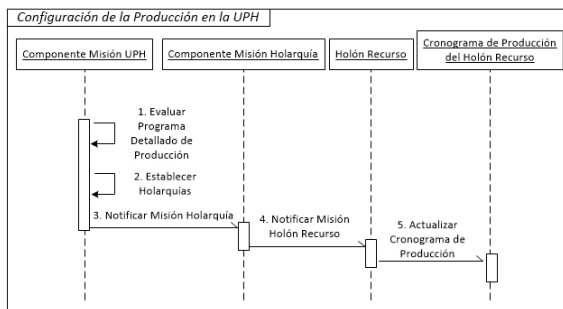 Configuración de la Producción en la UPH
Componente Misión UPH
Componente Misión Holarquía
Holón Recurso
Cronograma de Producción
del Holón Recurso
1. Evaluar
Programa
Detallado de
Producción
2. Establecer
Holarquías
3. Notificar Misión Holarquía
4. Notificar Misión
Holón Recurso
5. Actualizar
Cronograma de
Producción